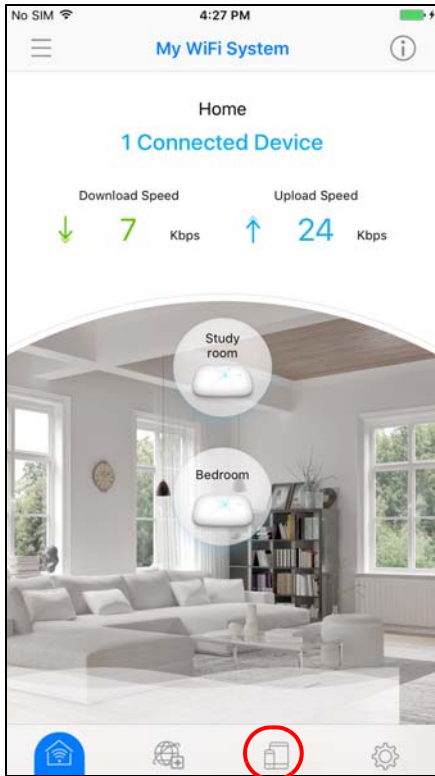 No SIM 4:27 PM
My WiFi System
Home
1 Connected Device
Download Speed Upload Speed
7 Kbps 24 Kbps
Study
room
Bedroom